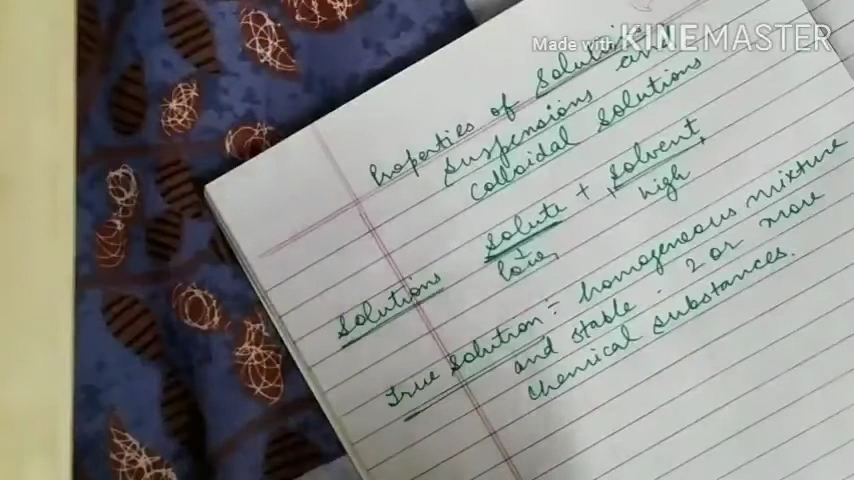 Made with KINEMASTER
Properties of Solutions
Suspensions and
Colloidal Solutions
Solutions Solute + Solvent
low high
True Solution :- homogeneous mixture
and stable . 2 or more
chemical substances.